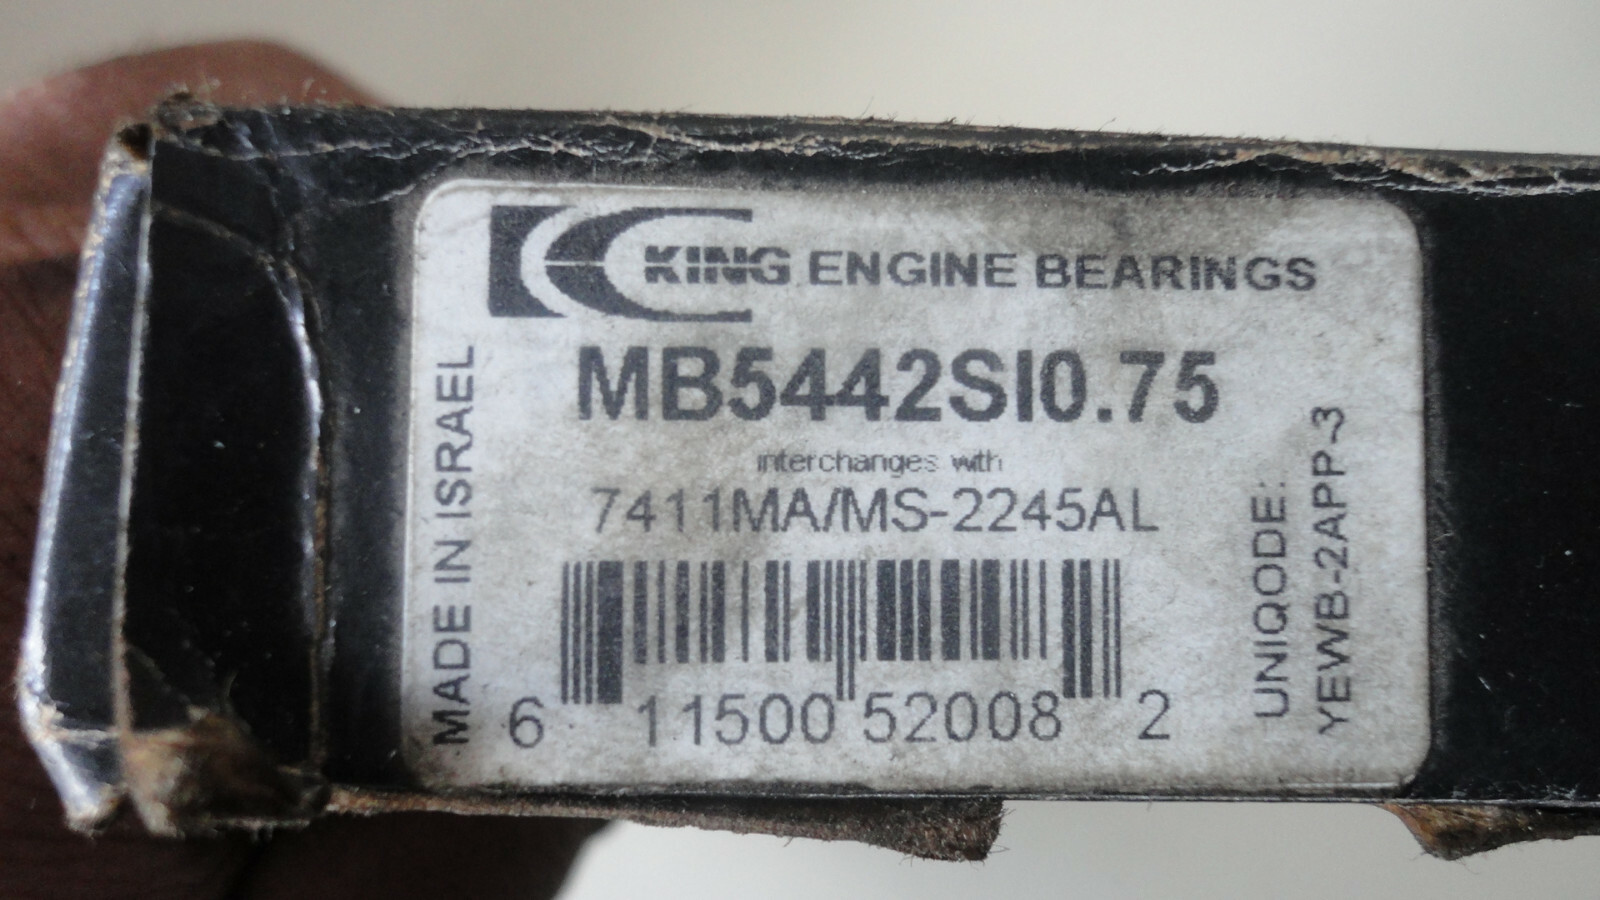 KING ENGINE BEARINGS
MB5442SI0.75
interchanges with
7411MA/MS-2245AL
6 11500 52008 2
MADE IN ISRAEL
UNIQODE:
YEWB-2APP-3